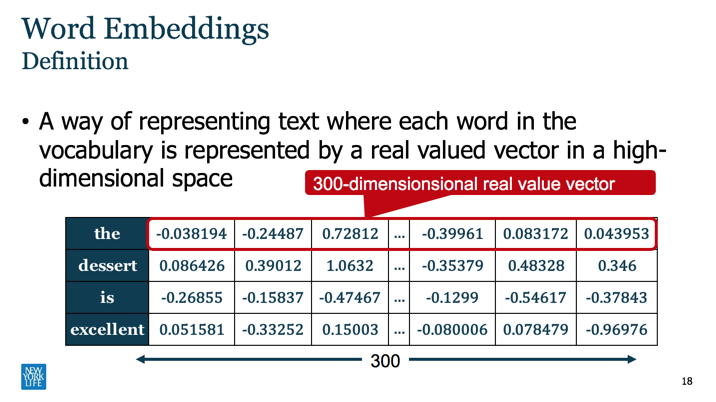 Word Embeddings
Definition
• A way of representing text where each word in the
vocabulary is represented by a real valued vector in a high-
dimensional space
300-dimensionsional real value vector
the -0.038194 -0.24487 0.72812 ... -0.39961 0.083172 0.043953
dessert 0.086426 0.39012 1.0632 ... -0.35379 0.48328 0.346
is -0.26855 -0.15837 -0.47467 ... -0.1299 -0.54617 -0.37843
excellent 0.051581 -0.33252 0.15003 ... -0.080006 0.078479 -0.96976
300
NEW
YORK
LIFE
18